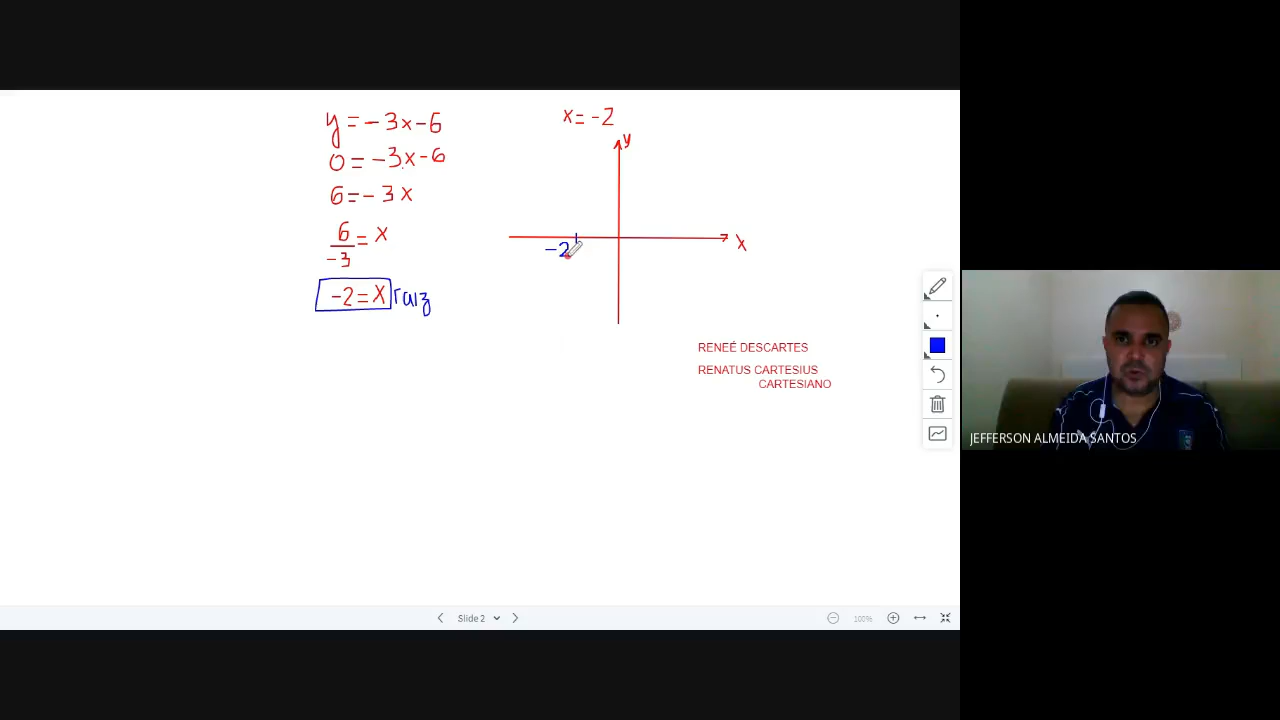 y = -3x-6
0 = -3x-6
6 = -3x
6/-3 = x
-2 = x raiz
x = -2
y
x
-2
RENEÉ DESCARTES
RENATUS CARTESIUS
CARTESIANO
JEFFERSON ALMEIDA SANTOS
Slide 2
100%